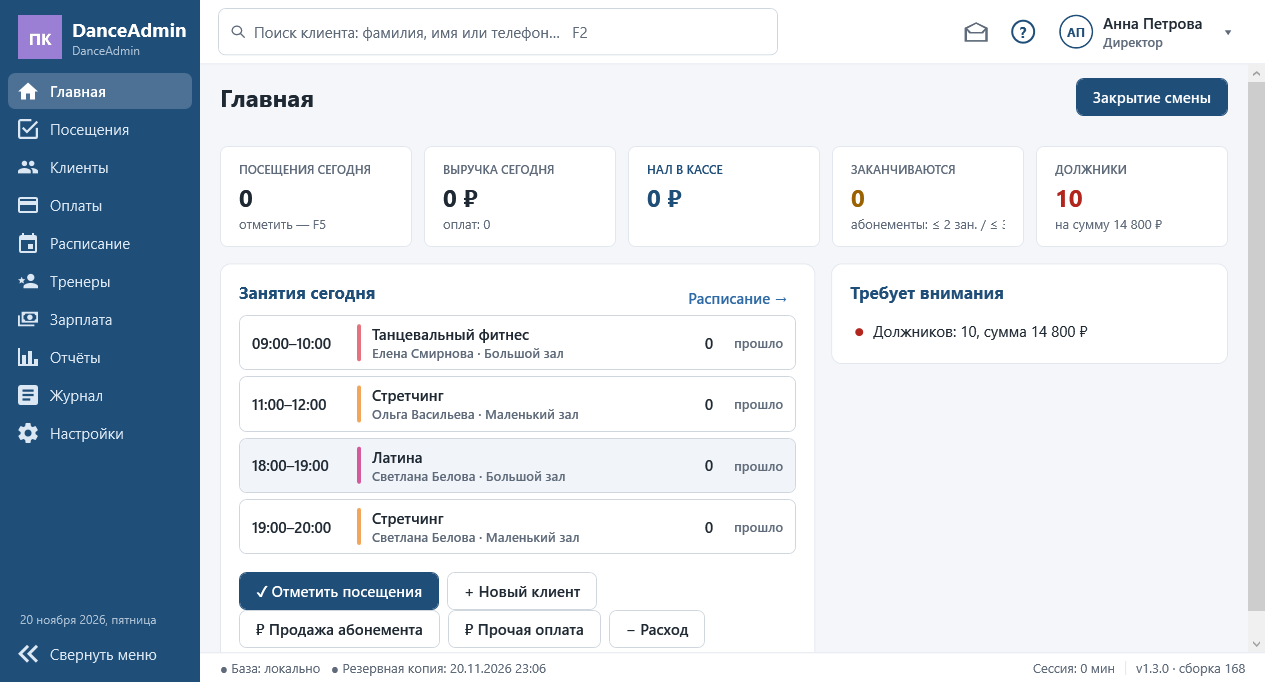 ПК
DanceAdmin
DanceAdmin
Главная
Посещения
Клиенты
Оплаты
Расписание
Тренеры
Зарплата
Отчёты
Журнал
Настройки
20 ноября 2026, пятница
Свернуть меню
Поиск клиента: фамилия, имя или телефон... F2
?
АП
Анна Петрова
Директор
Главная
Закрытие смены
ПОСЕЩЕНИЯ СЕГОДНЯ
0
отметить — F5
ВЫРУЧКА СЕГОДНЯ
0 ₽
оплат: 0
НАЛ В КАССЕ
0 ₽
ЗАКАНЧИВАЮТСЯ
0
абонементы: ≤ 2 зан. / ≤
ДОЛЖНИКИ
10
на сумму 14 800 ₽
Занятия сегодня
Расписание →
09:00–10:00 Танцевальный фитнес 0 прошло
Елена Смирнова · Большой зал
11:00–12:00 Стретчинг 0 прошло
Ольга Васильева · Маленький зал
18:00–19:00 Латина 0 прошло
Светлана Белова · Большой зал
19:00–20:00 Стретчинг 0 прошло
Светлана Белова · Маленький зал
✓ Отметить посещения
+ Новый клиент
₽ Продажа абонемента
₽ Прочая оплата
− Расход
Требует внимания
● Должников: 10, сумма 14 800 ₽
● База: локально ● Резервная копия: 20.11.2026 23:06
Сессия: 0 мин v1.3.0 · сборка 168